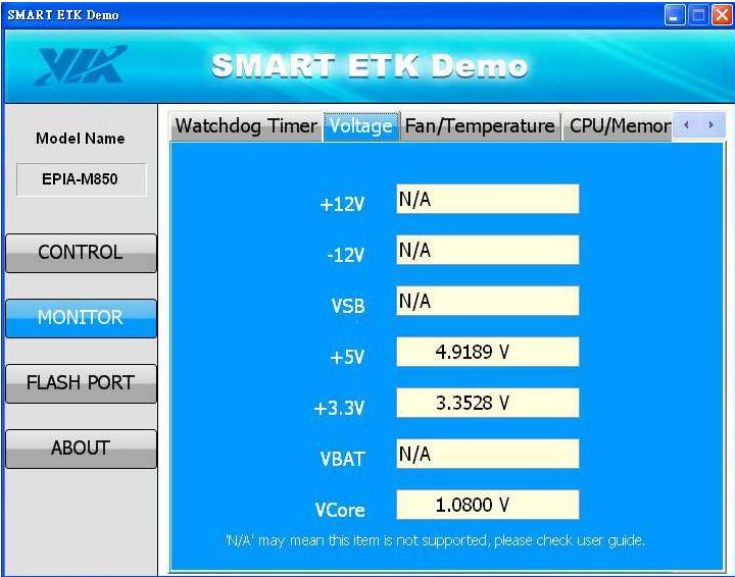 SMART ETK Demo
VIA
SMART ETK Demo
Model Name
EPIA-M850
CONTROL
MONITOR
FLASH PORT
ABOUT
Watchdog Timer Voltage Fan/Temperature CPU/Memor
+12V N/A
-12V N/A
VSB N/A
+5V 4.9189 V
+3.3V 3.3528 V
VBAT N/A
VCore 1.0800 V
'N/A' may mean this item is not supported, please check user guide.